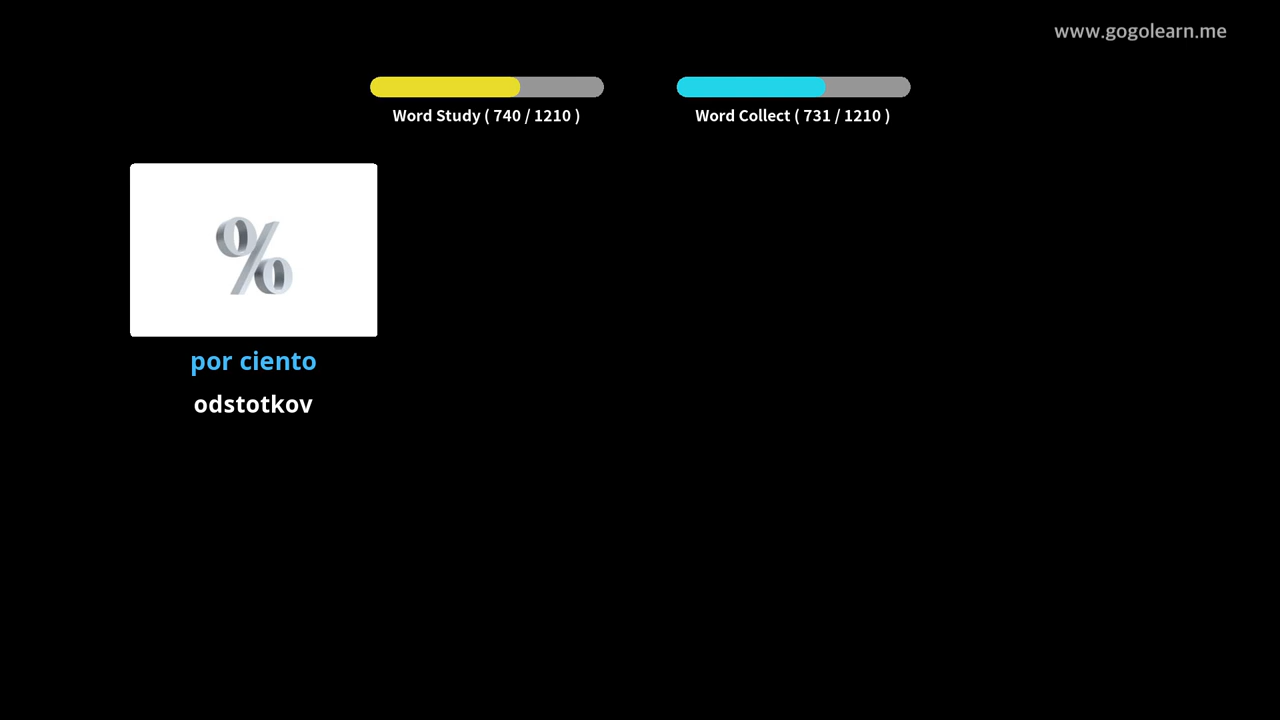 www.gogolearn.me
Word Study ( 740 / 1210 )
Word Collect ( 731 / 1210 )
%
por ciento
odstotkov